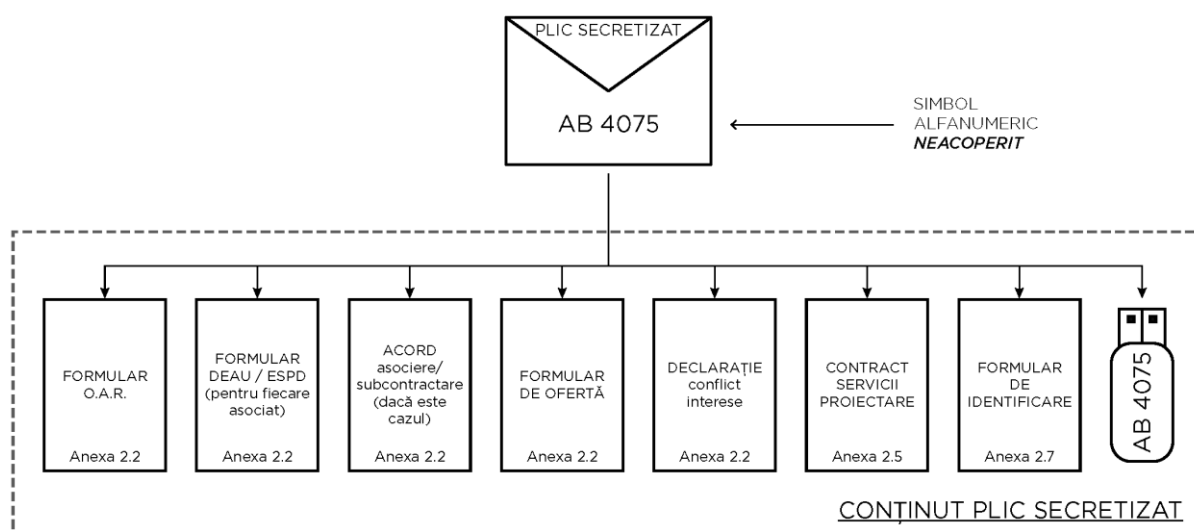 PLIC SECRETIZAT
AB 4075
SIMBOL
ALFANUMERIC
NEACOPERIT
FORMULAR
O.A.R.
Anexa 2.2
FORMULAR
DEAU / ESPD
(pentru fiecare
asociat)
Anexa 2.2
ACORD
asociere/
subcontractare
(dacă este
cazul)
Anexa 2.2
FORMULAR
DE OFERTĂ
Anexa 2.2
DECLARAȚIE
conflict
interese
Anexa 2.2
CONTRACT
SERVICII
PROIECTARE
Anexa 2.5
FORMULAR
DE
IDENTIFICARE
Anexa 2.7
AB 4075
CONȚINUT PLIC SECRETIZAT